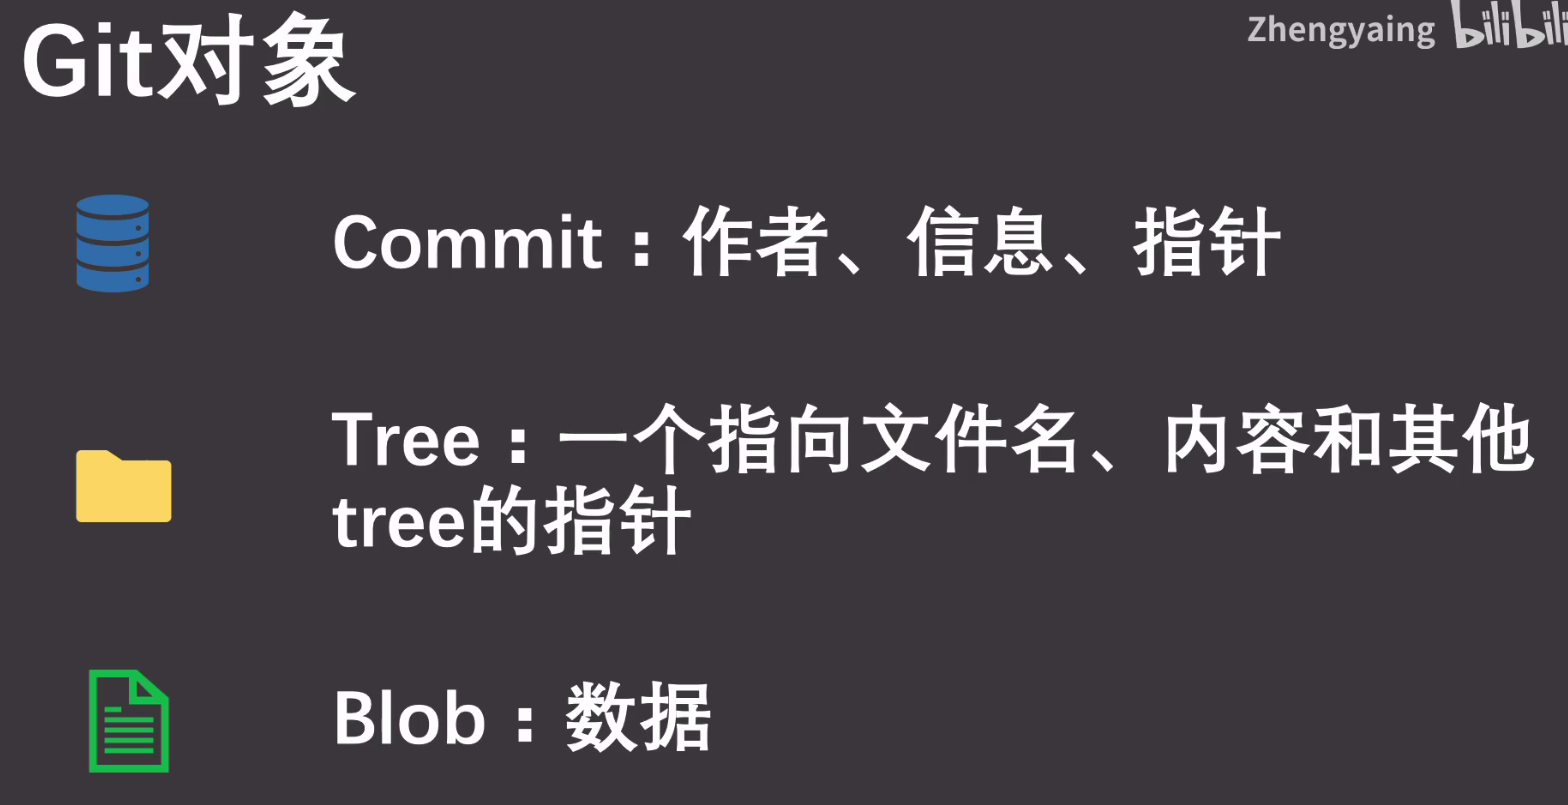 Git对象
Zhengyaing bilibili
Commit：作者、信息、指针
Tree：一个指向文件名、内容和其他
tree的指针
Blob：数据